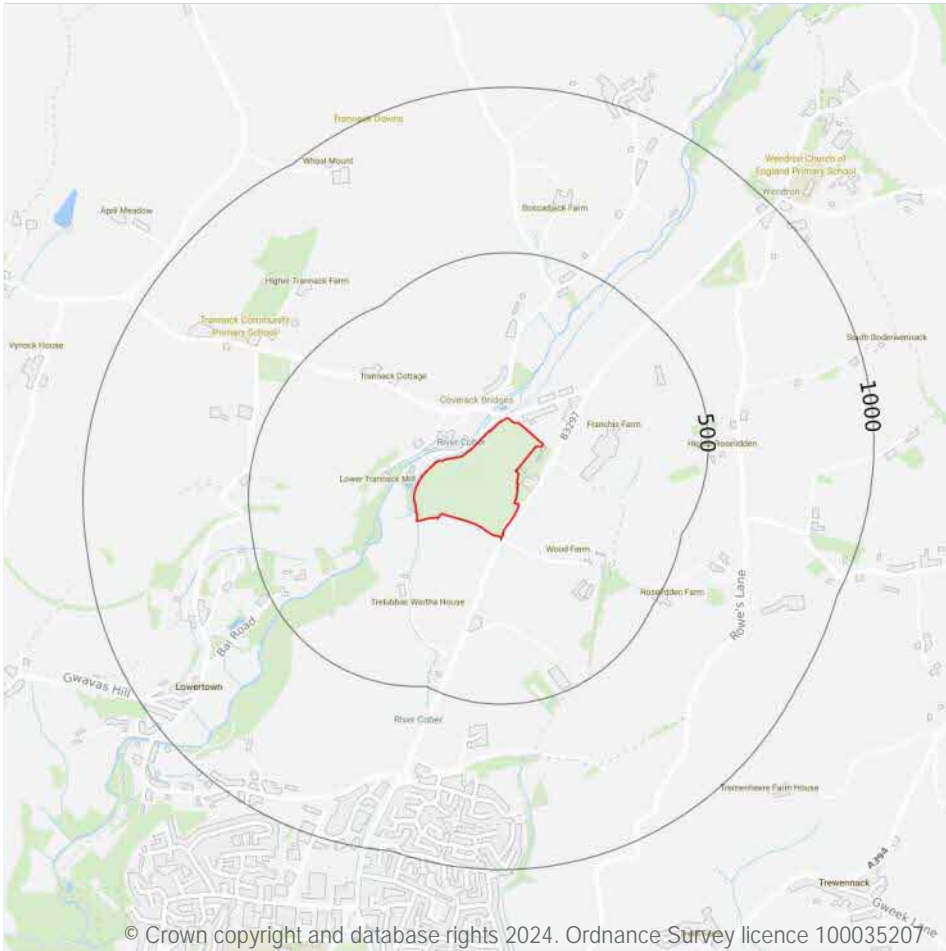 Trannack Downs
Wheal Mount
Wendron Church of
England Primary School
Wendron
April Meadow
Boscadjack Farm
Higher Trannack Farm
Trannack Community
Primary School
Vyrock House
South Boderwennack
Trannack Cottage
Coverack Bridges
1000
500
B3297
Franchis Farm
River Cober
Lower Trannack Mill
Wood Farm
Roselidden Farm
Trelubbas Wartha House
Rowe's Lane
Bal Road
Gwavas Hill
Lowertown
River Cober
Tremenheere Farm House
A394
Trewennack
Gweek Lane
© Crown copyright and database rights 2024. Ordnance Survey licence 100035207.